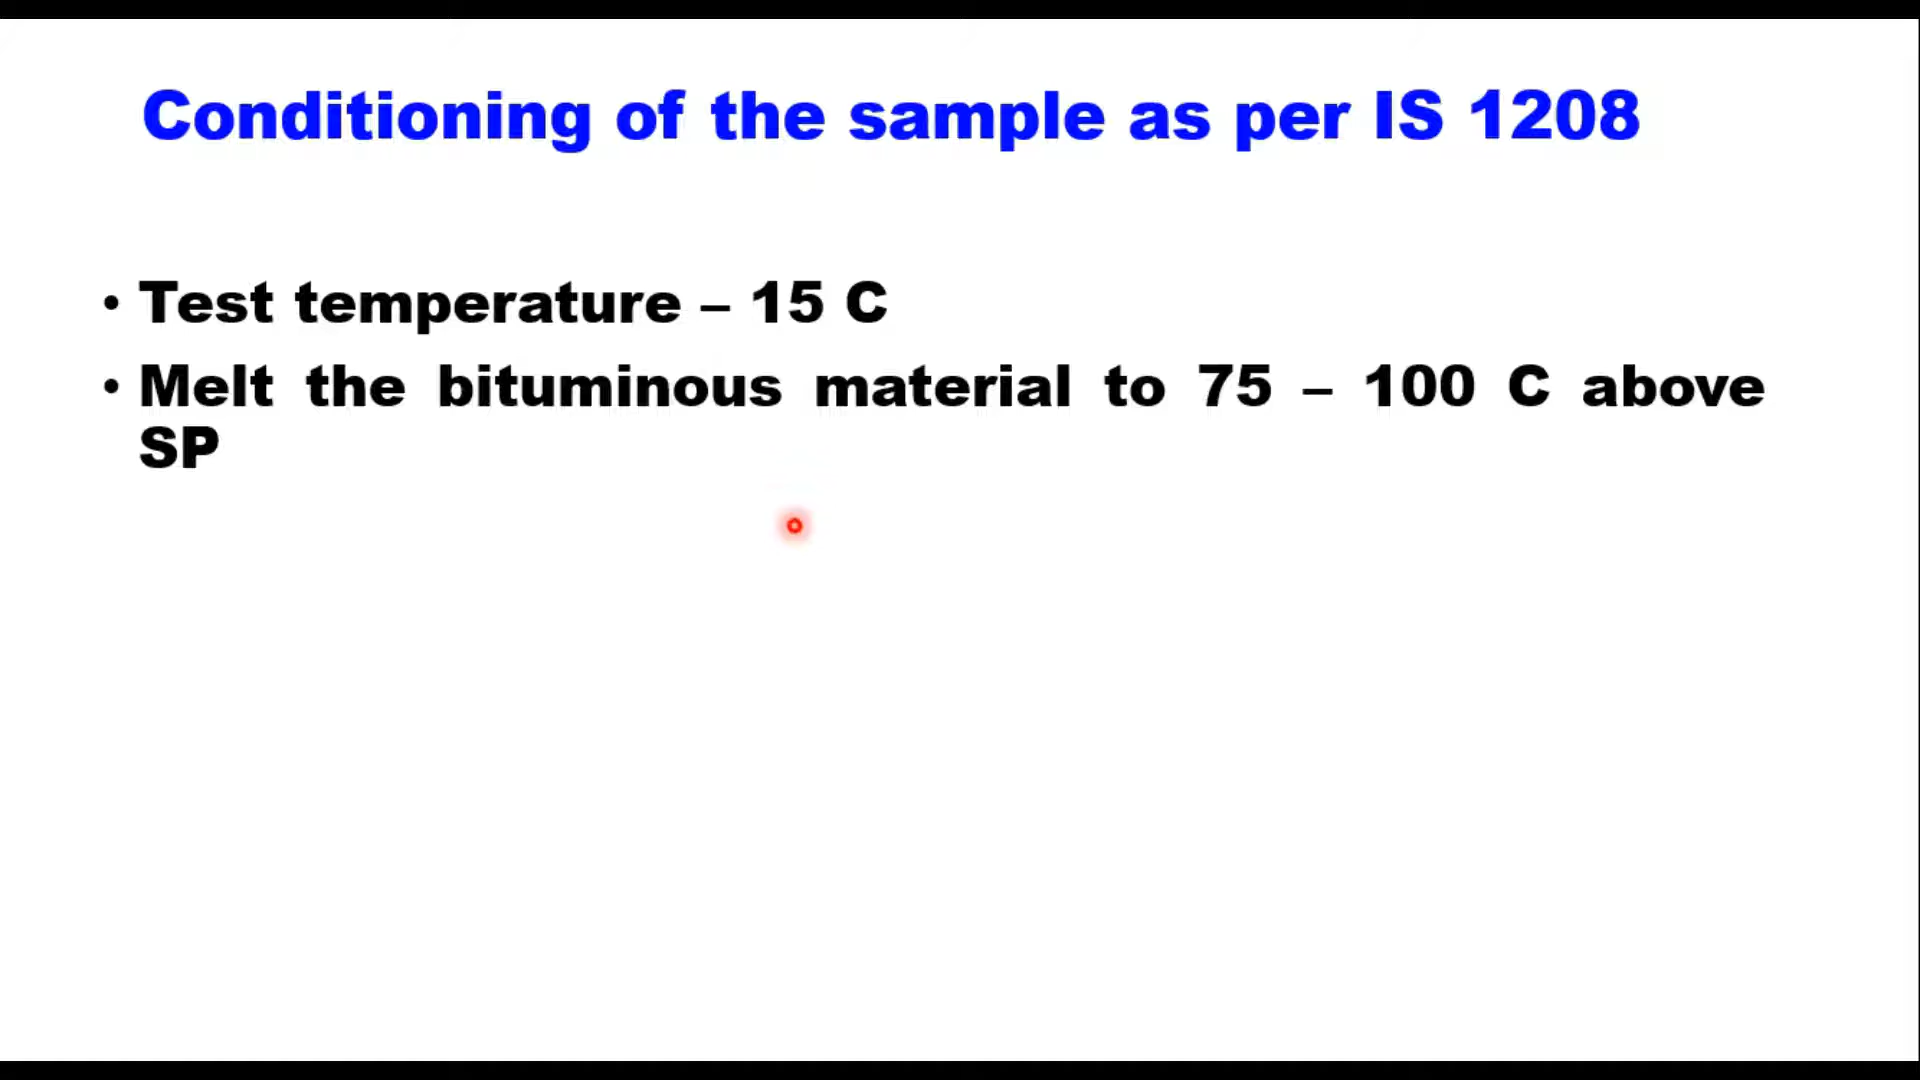 Conditioning of the sample as per IS 1208
• Test temperature – 15 C
• Melt the bituminous material to 75 – 100 C above
SP